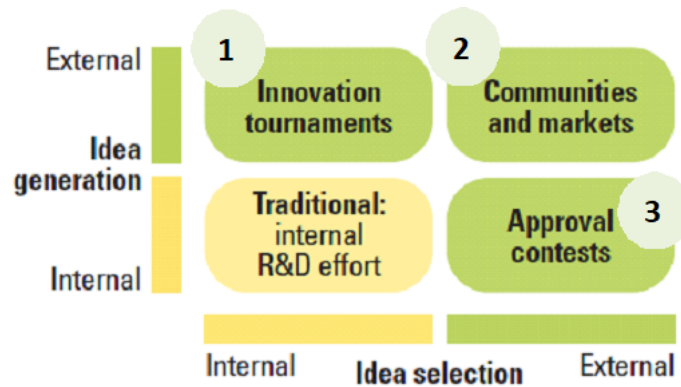 External
Idea
generation
Internal
1
Innovation
tournaments
2
Communities
and markets
Traditional:
internal
R&D effort
Approval
contests
3
Internal
Idea selection
External